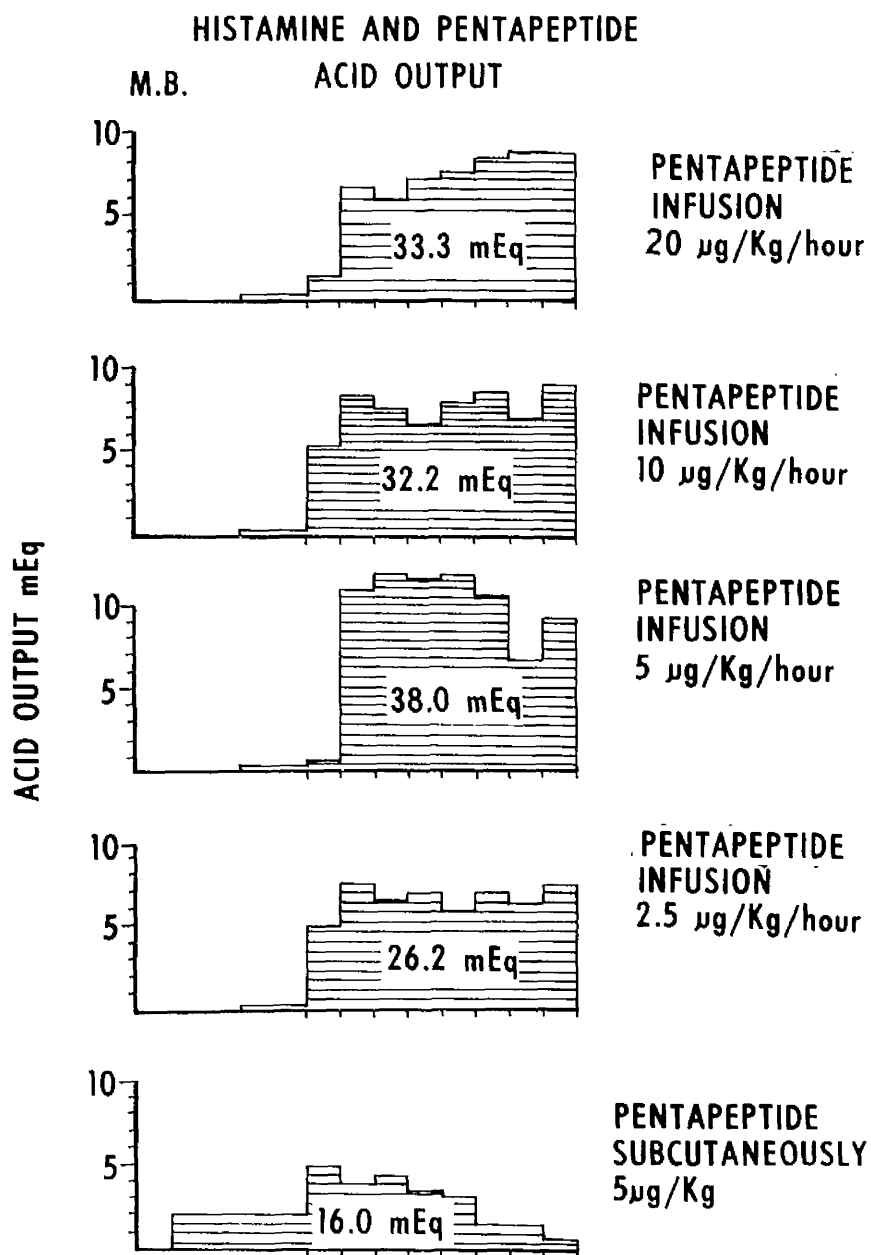 HISTAMINE AND PENTAPEPTIDE
M.B. ACID OUTPUT
10
5
33.3 mEq
PENTAPEPTIDE
INFUSION
20 µg/Kg/hour
10
5
32.2 mEq
PENTAPEPTIDE
INFUSION
10 µg/Kg/hour
ACID OUTPUT mEq
10
5
38.0 mEq
PENTAPEPTIDE
INFUSION
5 µg/Kg/hour
10
5
26.2 mEq
PENTAPEPTIDE
INFUSION
2.5 µg/Kg/hour
10
5
16.0 mEq
PENTAPEPTIDE
SUBCUTANEOUSLY
5µg/Kg